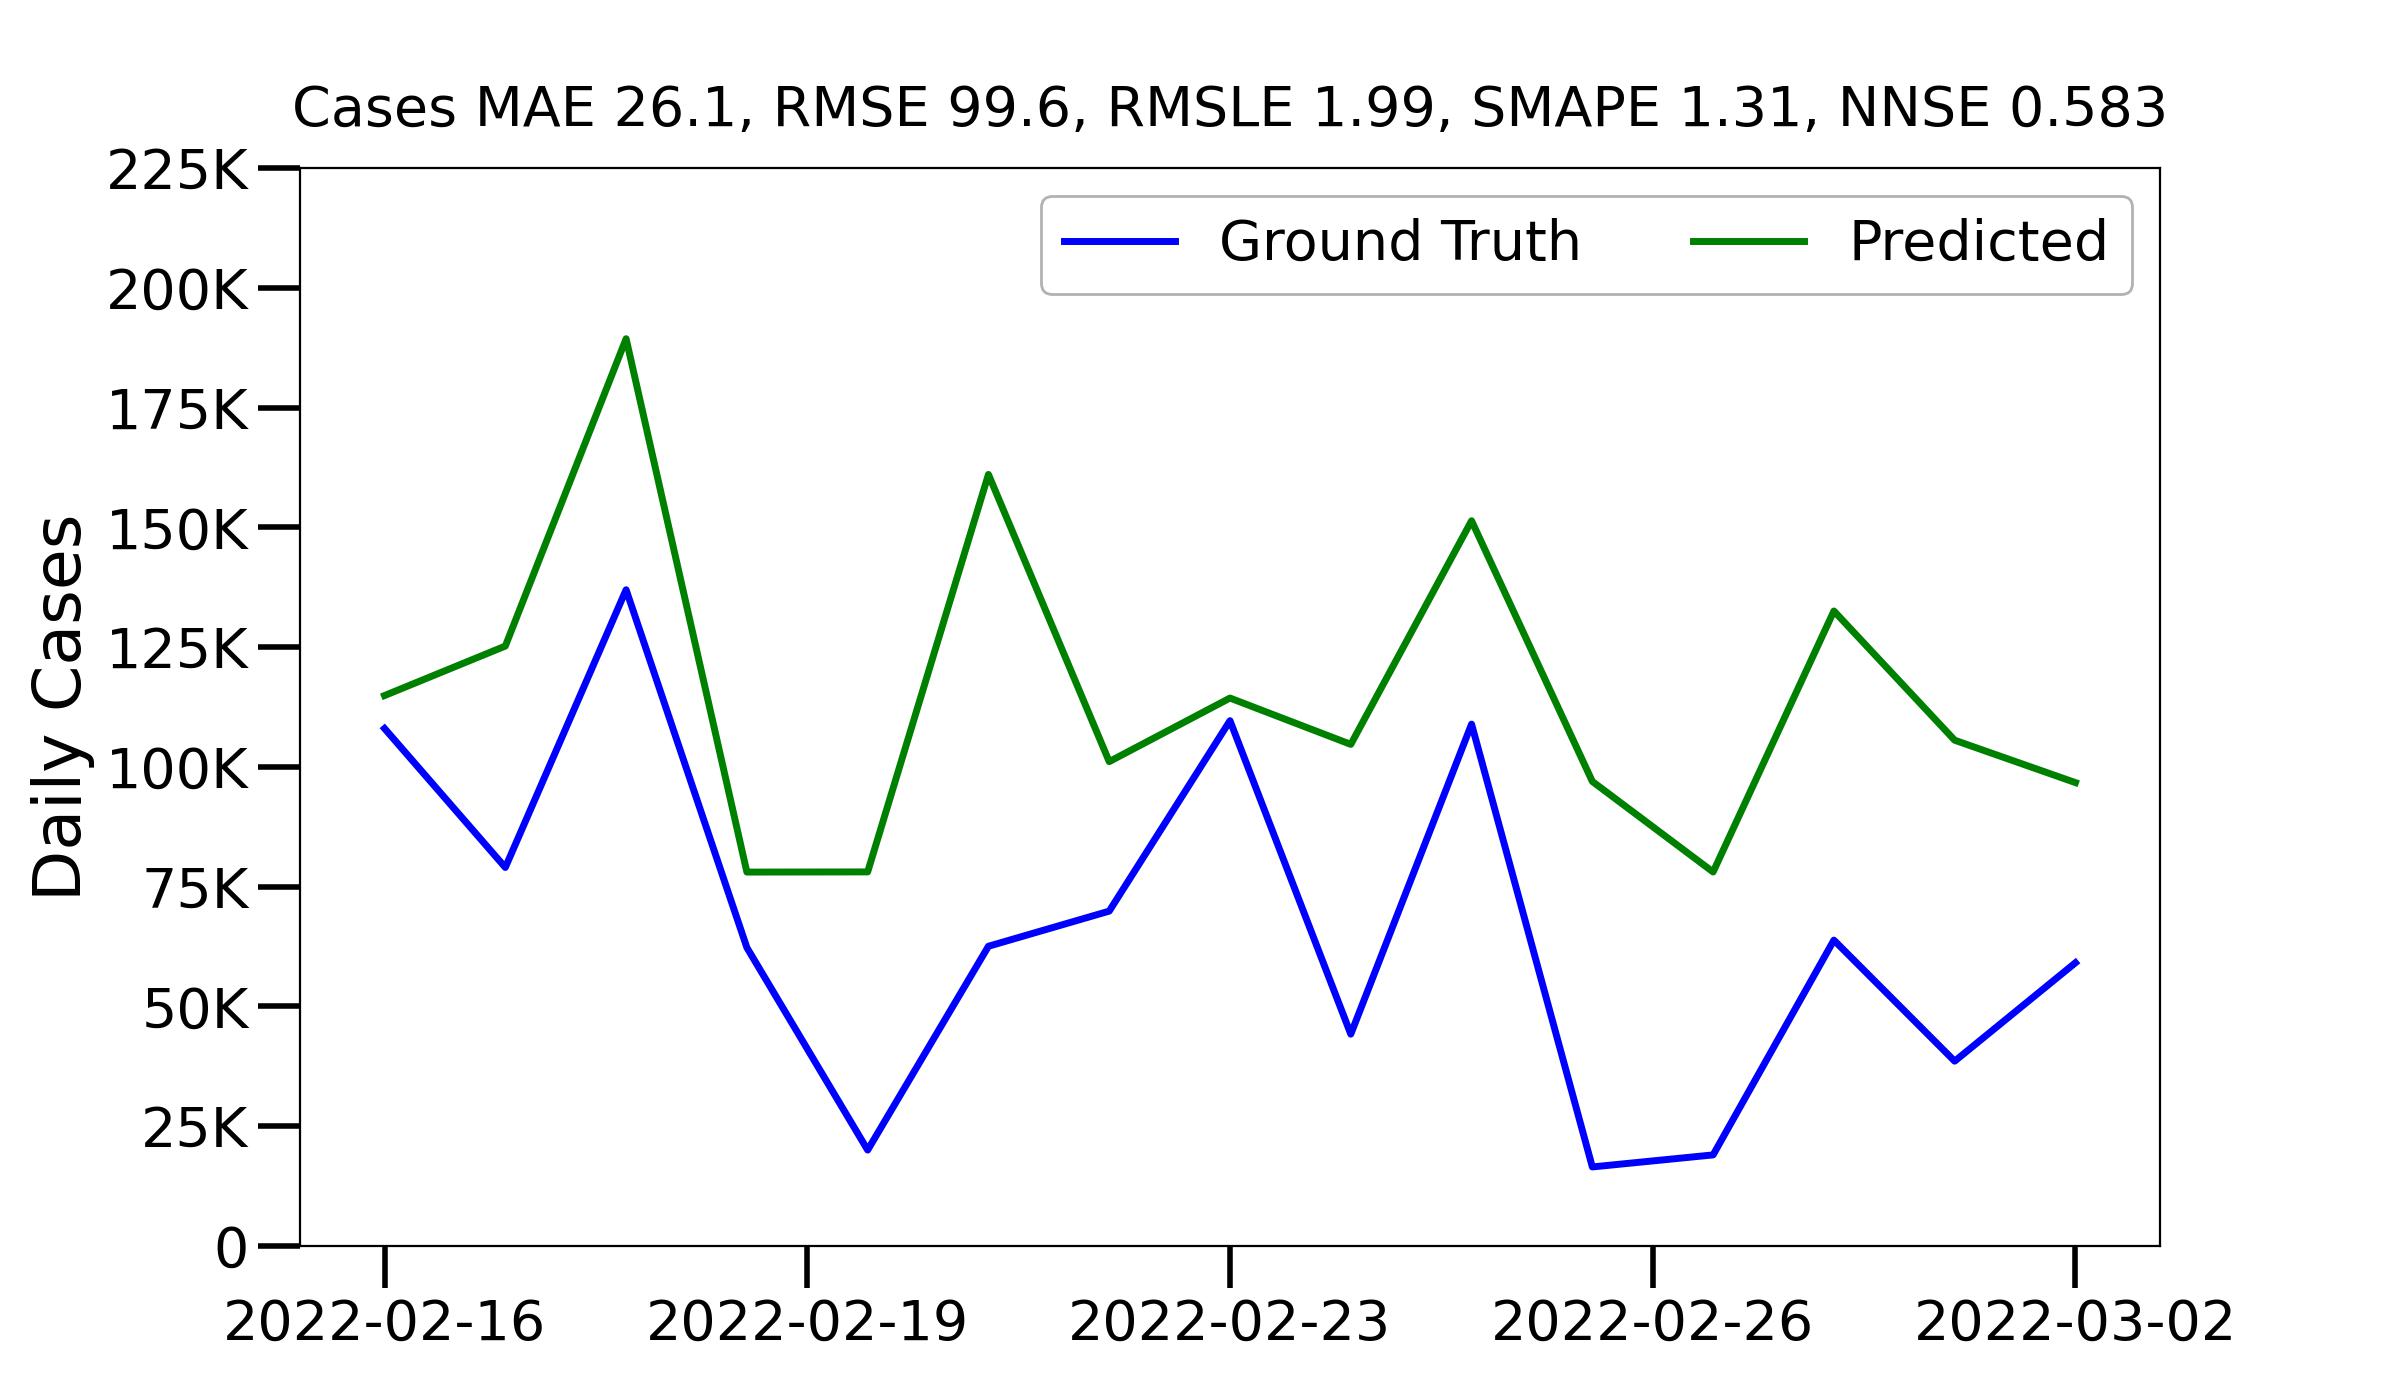 Cases MAE 26.1, RMSE 99.6, RMSLE 1.99, SMAPE 1.31, NNSE 0.583
Ground Truth
Predicted
Daily Cases
225K
200K
175K
150K
125K
100K
75K
50K
25K
0
2022-02-16
2022-02-19
2022-02-23
2022-02-26
2022-03-02